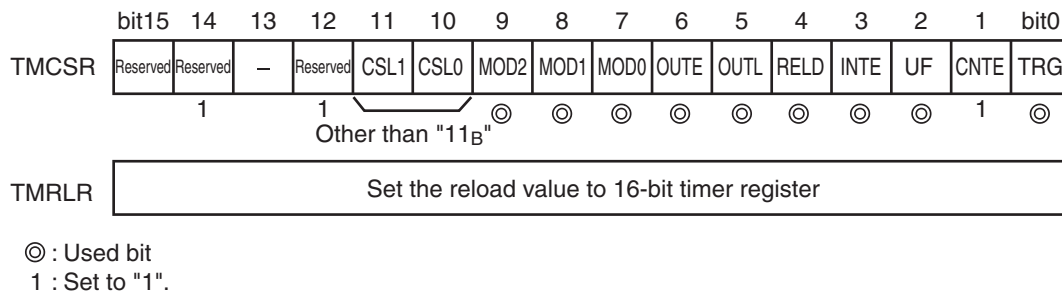 bit15 14 13 12 11 10 9 8 7 6 5 4 3 2 1 bit0
TMCSR Reserved Reserved – Reserved CSL1 CSL0 MOD2 MOD1 MOD0 OUTE OUTL RELD INTE UF CNTE TRG
1 1 ◎ ◎ ◎ ◎ ◎ ◎ ◎ ◎ 1 ◎
Other than "11B"
TMRLR Set the reload value to 16-bit timer register
◎ : Used bit
1 : Set to "1".